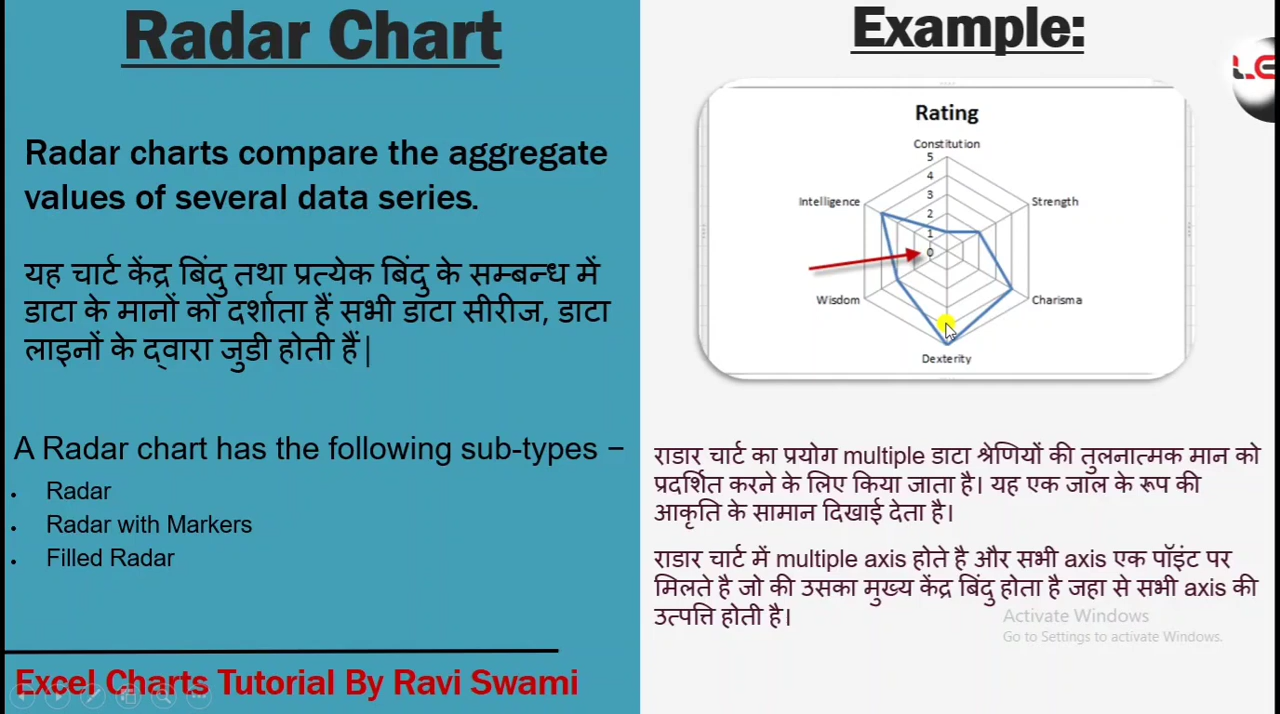 Radar Chart
Radar charts compare the aggregate
values of several data series.
यह चार्ट केंद्र बिंदु तथा प्रत्येक बिंदु के सम्बन्ध में
डाटा के मानों को दर्शाता हैं सभी डाटा सीरीज, डाटा
लाइनों के द्वारा जुडी होती हैं|
A Radar chart has the following sub-types −
• Radar
• Radar with Markers
• Filled Radar
Excel Charts Tutorial By Ravi Swami
Example:
LE
Rating
Constitution
5
4
3
2
1
0
Intelligence
Strength
Wisdom
Charisma
Dexterity
राडार चार्ट का प्रयोग multiple डाटा श्रेणियों की तुलनात्मक मान को
प्रदर्शित करने के लिए किया जाता है। यह एक जाल के रूप की
आकृति के सामान दिखाई देता है।
राडार चार्ट में multiple axis होते है और सभी axis एक पॉइंट पर
मिलते है जो की उसका मुख्य केंद्र बिंदु होता है जहा से सभी axis की
उत्पत्ति होती है।
Activate Windows
Go to Settings to activate Windows.